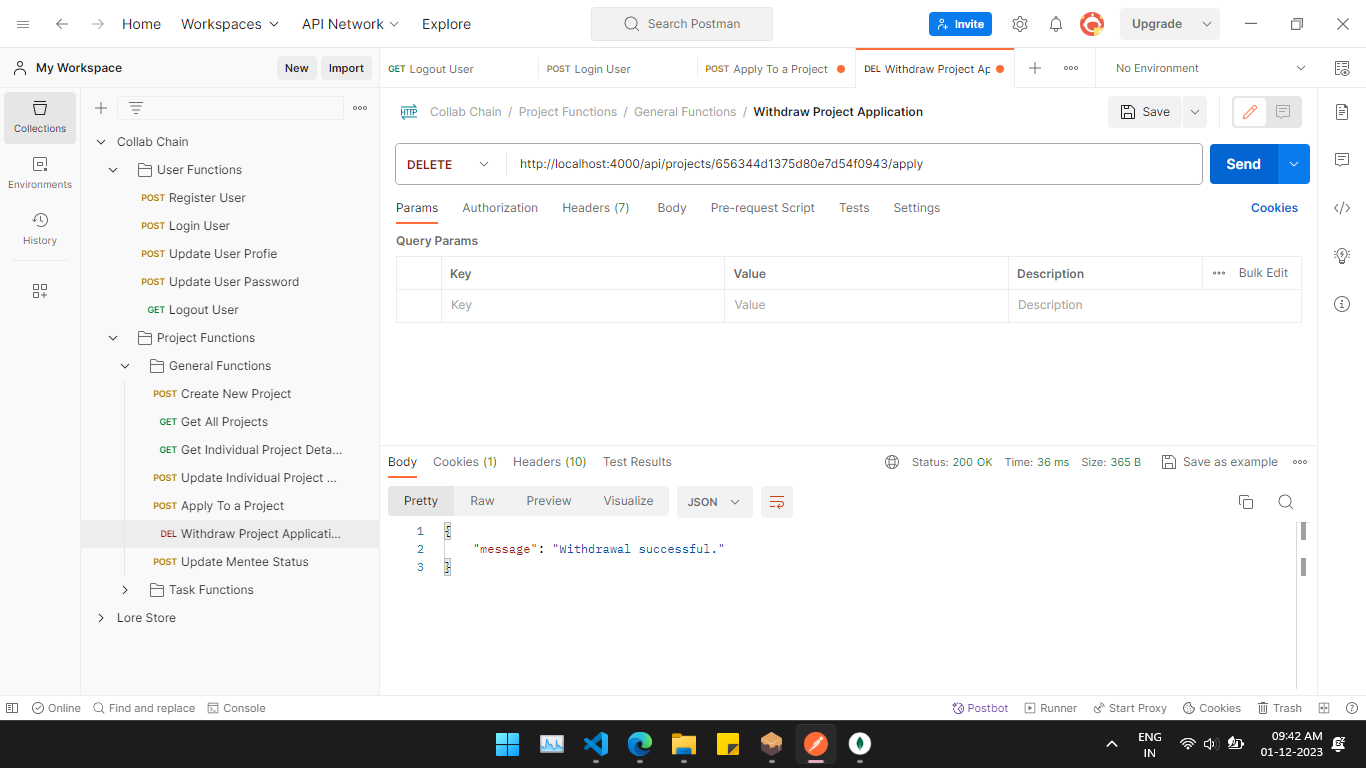 Home Workspaces API Network Explore Search Postman Invite Upgrade
My Workspace New Import GET Logout User POST Login User POST Apply To a Project DEL Withdraw Project Ap No Environment
Collections
Environments
History
Collab Chain
User Functions
POST Register User
POST Login User
POST Update User Profie
POST Update User Password
GET Logout User
Project Functions
General Functions
POST Create New Project
GET Get All Projects
GET Get Individual Project Deta...
POST Update Individual Project ...
POST Apply To a Project
DEL Withdraw Project Applicati...
POST Update Mentee Status
Task Functions
Lore Store
HTTP Collab Chain / Project Functions / General Functions / Withdraw Project Application Save
DELETE http://localhost:4000/api/projects/656344d1375d80e7d54f0943/apply Send
Params Authorization Headers (7) Body Pre-request Script Tests Settings Cookies
Query Params
Key Value Description Bulk Edit
Key Value Description
Body Cookies (1) Headers (10) Test Results Status: 200 OK Time: 36 ms Size: 365 B Save as example
Pretty Raw Preview Visualize JSON
1 {
2 "message": "Withdrawal successful."
3 }
Online Find and replace Console Postbot Runner Start Proxy Cookies Trash
ENG 09:42 AM
IN 01-12-2023